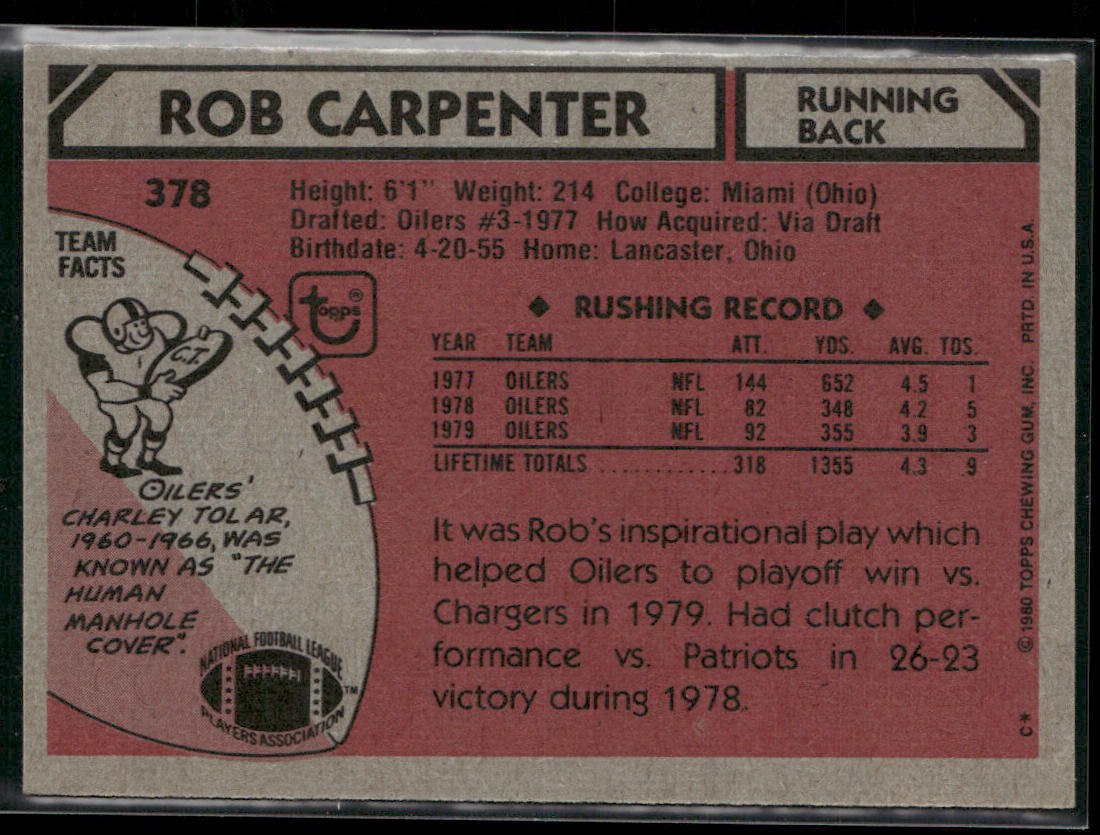 ROB CARPENTER
RUNNING
BACK
378
Height: 6'1" Weight: 214 College: Miami (Ohio)
Drafted: Oilers #3-1977 How Acquired: Via Draft
Birthdate: 4-20-55 Home: Lancaster, Ohio
TEAM
FACTS
C.T.
topps®
OILERS'
CHARLEY TOLAR,
1960-1966, WAS
KNOWN AS "THE
HUMAN
MANHOLE
COVER".
NATIONAL FOOTBALL LEAGUE
PLAYERS ASSOCIATION
TM
◆ RUSHING RECORD ◆
YEAR TEAM ATT. YDS. AVG. TDS.
1977 OILERS NFL 144 652 4.5 1
1978 OILERS NFL 82 348 4.2 5
1979 OILERS NFL 92 355 3.9 3
LIFETIME TOTALS ............318 1355 4.3 9
It was Rob's inspirational play which
helped Oilers to playoff win vs.
Chargers in 1979. Had clutch per-
formance vs. Patriots in 26-23
victory during 1978.
© 1980 TOPPS CHEWING GUM, INC. PRTD. IN U.S.A.
C*